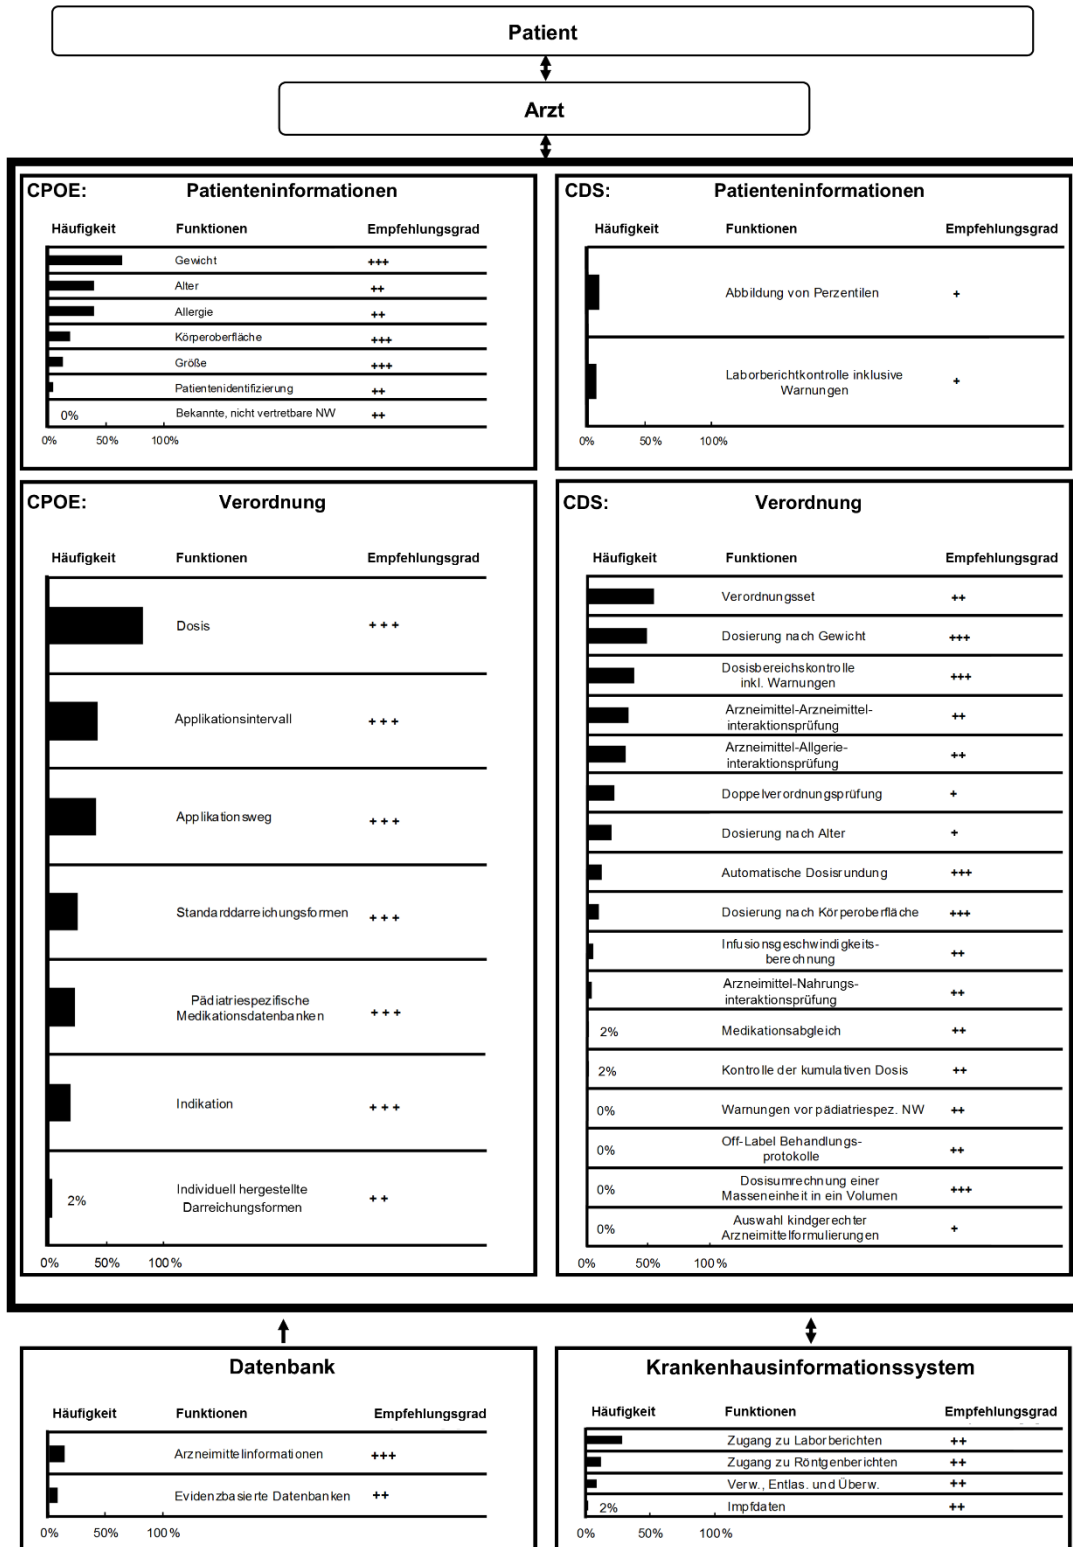 Patient
Arzt
CPOE: Patienteninformationen
Häufigkeit Funktionen Empfehlungsgrad
Gewicht +++
Alter ++
Allergie ++
Körperoberfläche +++
Größe +++
Patientenidentifizierung ++
0% Bekannte, nicht vertretbare NW ++
0% 50% 100%
CDS: Patienteninformationen
Häufigkeit Funktionen Empfehlungsgrad
Abbildung von Perzentilen +
Laborberichtkontrolle inklusive
Warnungen +
0% 50% 100%
CPOE: Verordnung
Häufigkeit Funktionen Empfehlungsgrad
Dosis +++
Applikationsintervall +++
Applikationsweg +++
Standarddarreichungsformen +++
Pädiatriespezifische
Medikationsdatenbanken +++
Indikation +++
2% Individuell hergestellte
Darreichungsformen ++
0% 50% 100%
CDS: Verordnung
Häufigkeit Funktionen Empfehlungsgrad
Verordnungsset ++
Dosierung nach Gewicht +++
Dosisbereichskontrolle
inkl. Warnungen +++
Arzneimittel-Arzneimittel-
interaktionsprüfung ++
Arzneimittel-Allgerie-
interaktionsprüfung ++
Doppelverordnungsprüfung +
Dosierung nach Alter +
Automatische Dosisrundung +++
Dosierung nach Körperoberfläche +++
Infusionsgeschwindigkeits-
berechnung ++
Arzneimittel-Nahrungs-
interaktionsprüfung ++
2% Medikationsabgleich ++
2% Kontrolle der kumulativen Dosis ++
0% Warnungen vor pädiatriespez. NW ++
0% Off-Label Behandlungs-
protokolle ++
0% Dosisumrechnung einer
Masseneinheit in ein Volumen +++
0% Auswahl kindgerechter
Arzneimittelformulierungen +
0% 50% 100%
Datenbank
Häufigkeit Funktionen Empfehlungsgrad
Arzneimittelinformationen +++
Evidenzbasierte Datenbanken ++
0% 50% 100%
Krankenhausinformationssystem
Häufigkeit Funktionen Empfehlungsgrad
Zugang zu Laborberichten ++
Zugang zu Röntgenberichten ++
Verw., Entlas. und Überw. ++
2% Impfdaten ++
0% 50% 100%